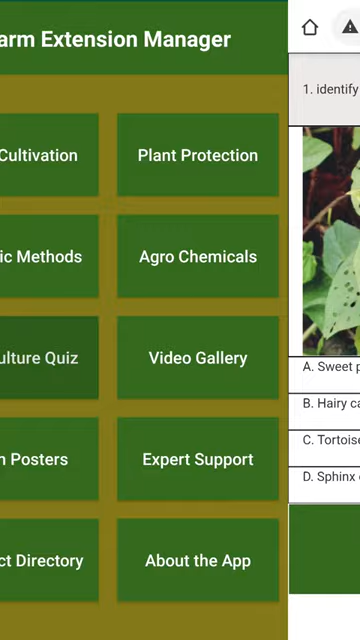 arm Extension Manager
Cultivation
Plant Protection
ic Methods
Agro Chemicals
ulture Quiz
Video Gallery
n Posters
Expert Support
ct Directory
About the App
1. identify
A. Sweet p
B. Hairy ca
C. Tortoise
D. Sphinx